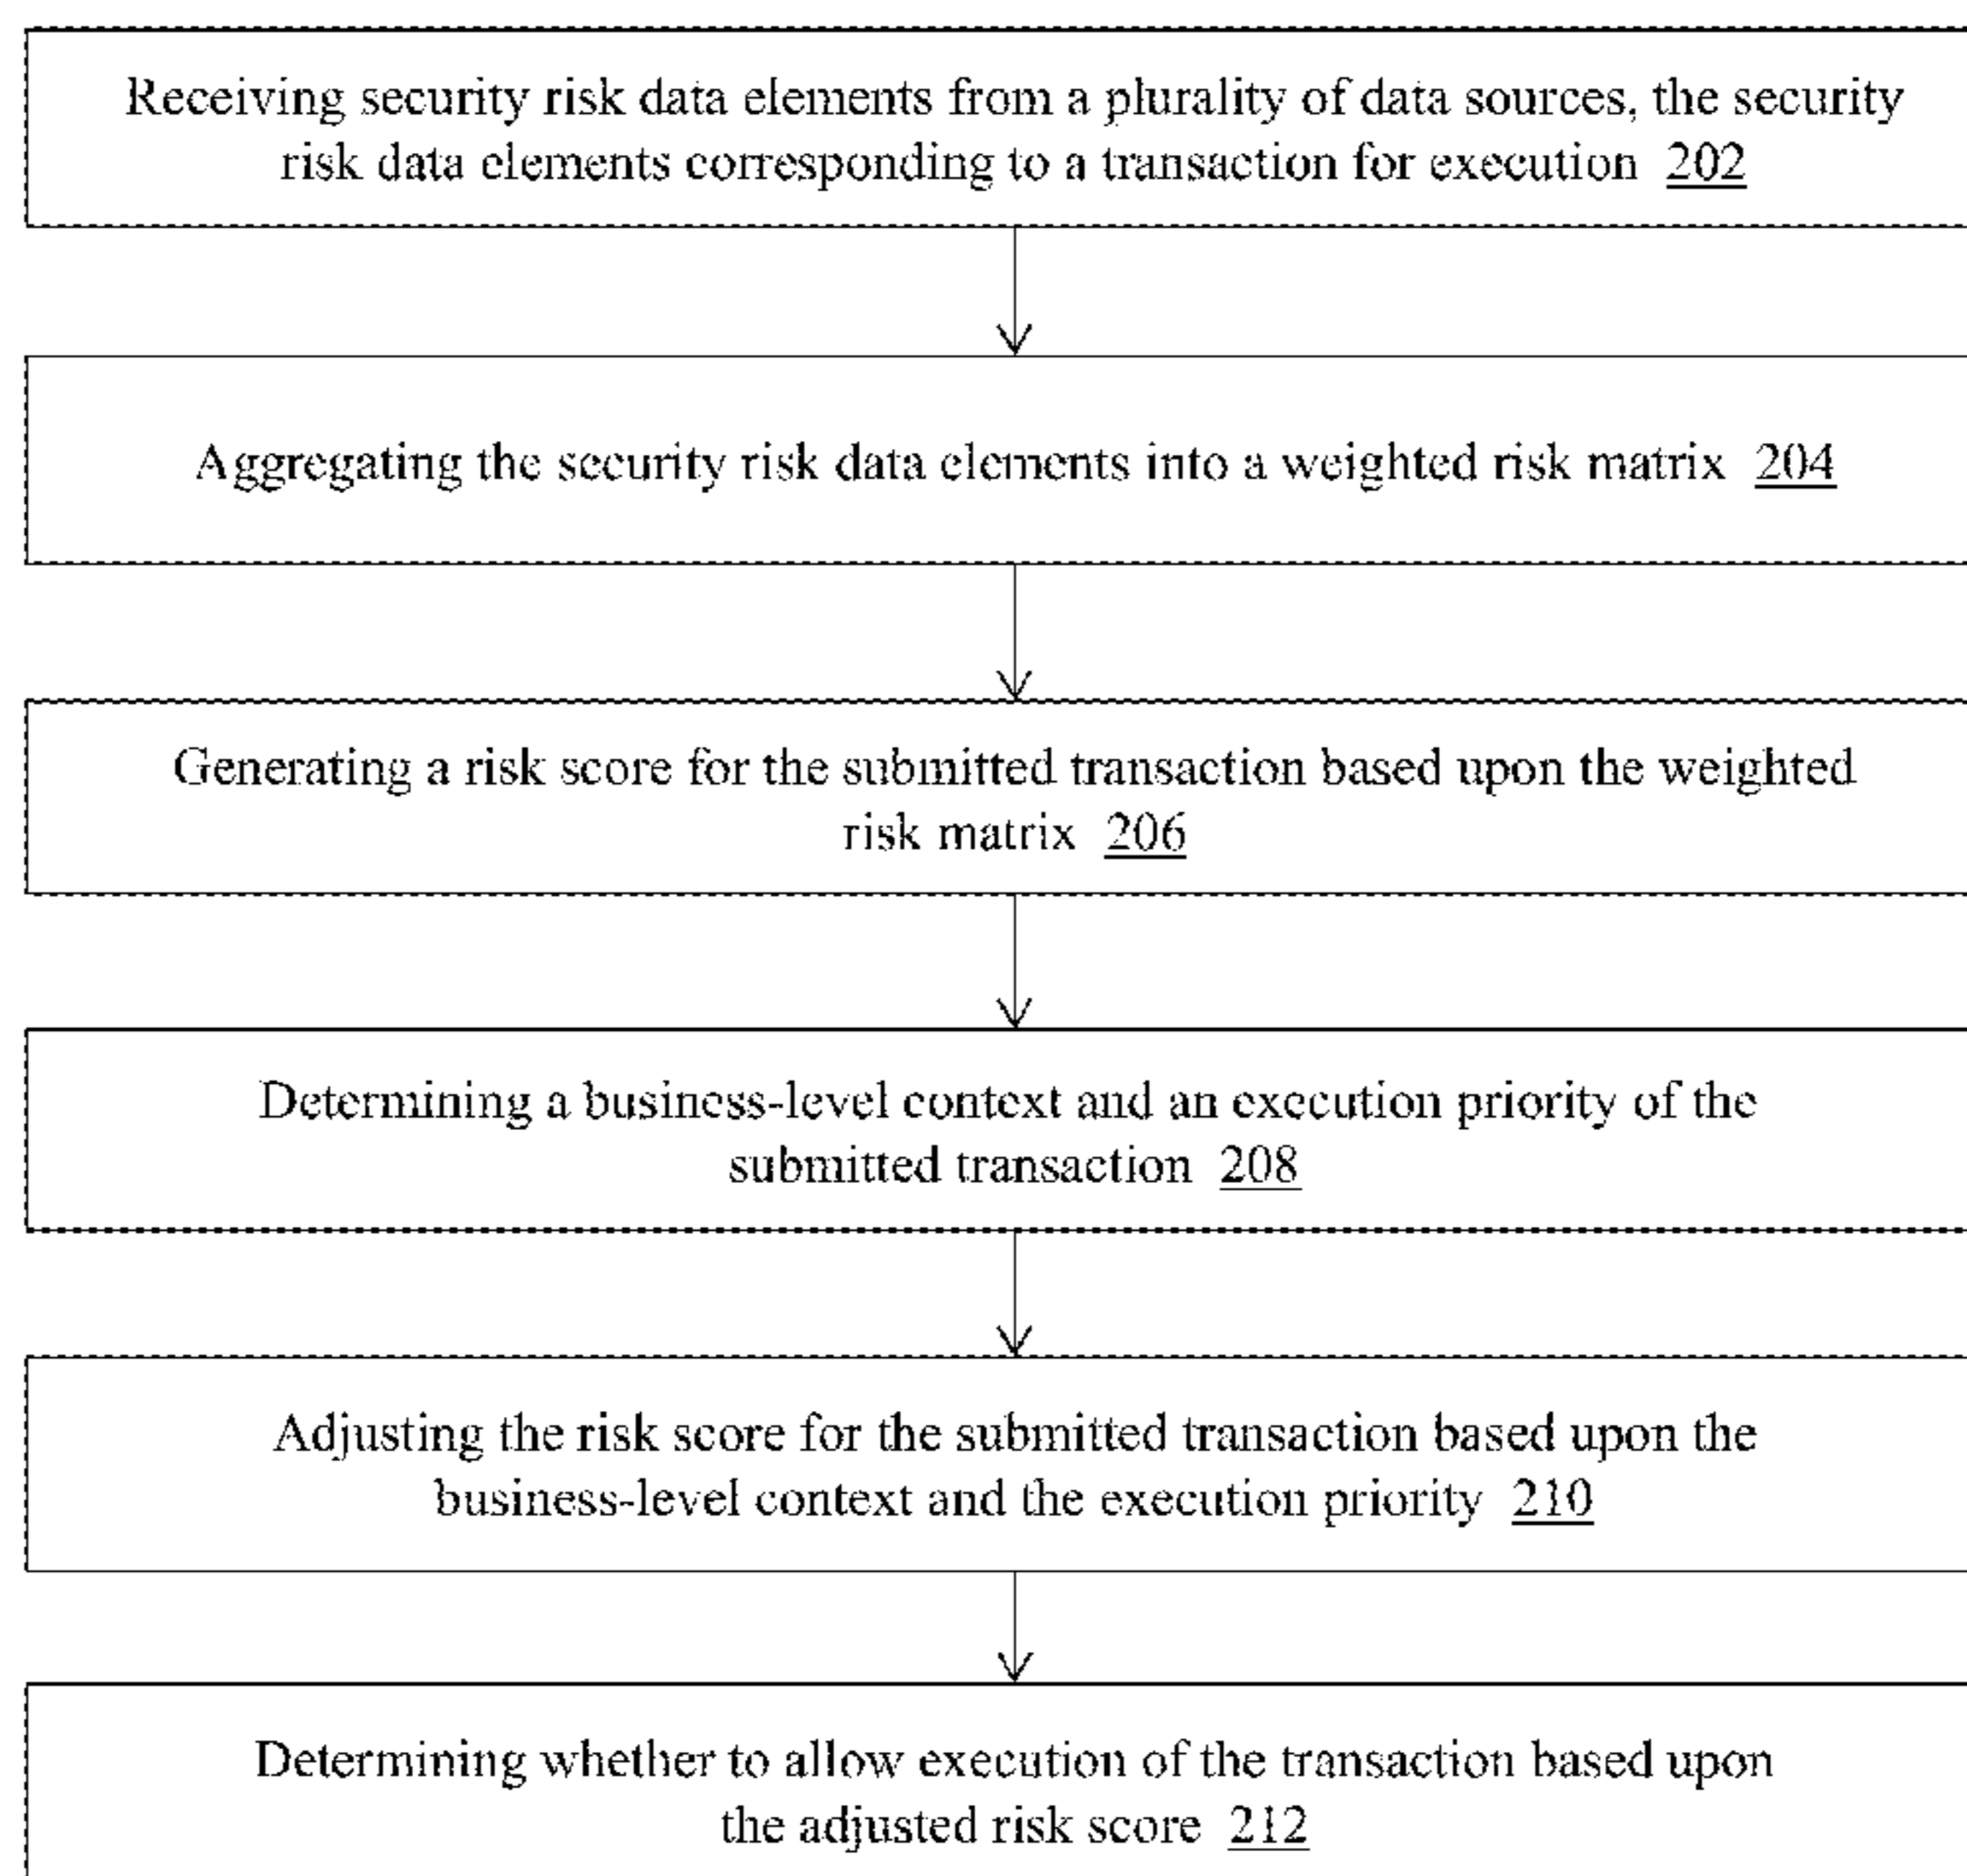 Receiving security risk data elements from a plurality of data sources, the security
risk data elements corresponding to a transaction for execution 202
Aggregating the security risk data elements into a weighted risk matrix 204
Generating a risk score for the submitted transaction based upon the weighted
risk matrix 206
Determining a business-level context and an execution priority of the
submitted transaction 208
Adjusting the risk score for the submitted transaction based upon the
business-level context and the execution priority 210
Determining whether to allow execution of the transaction based upon
the adjusted risk score 212